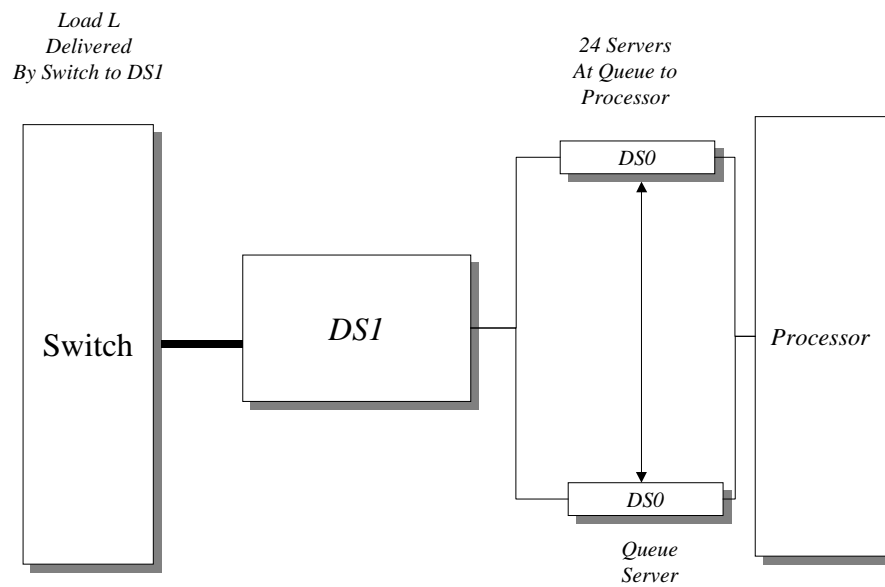 Load L
Delivered
By Switch to DS1
24 Servers
At Queue to
Processor
DS0
Switch
DS1
Processor
DS0
Queue
Server